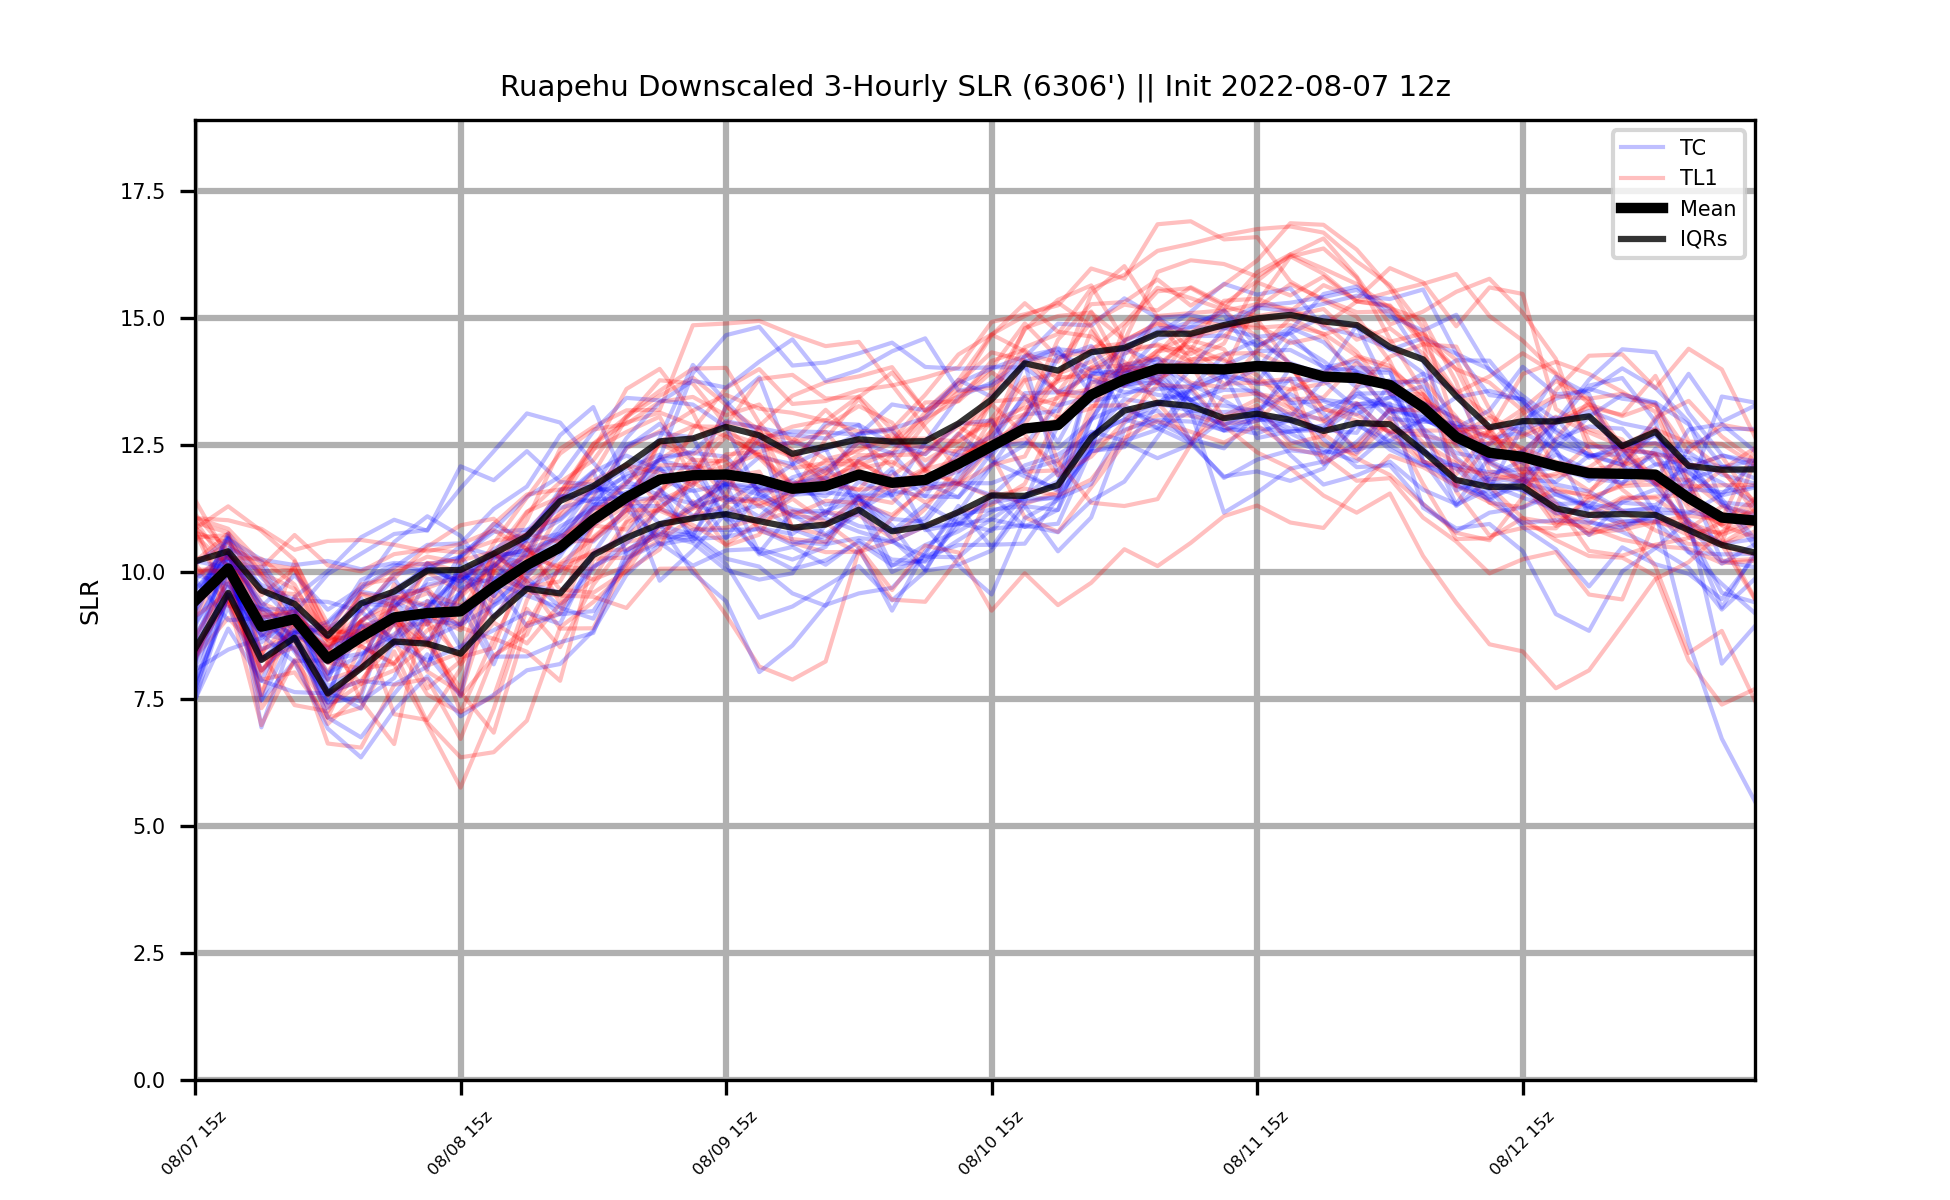 Ruapehu Downscaled 3-Hourly SLR (6306') || Init 2022-08-07 12z
TC
TL1
Mean
IQRs
SLR
17.5
15.0
12.5
10.0
7.5
5.0
2.5
0.0
08/07 15z
08/08 15z
08/09 15z
08/10 15z
08/11 15z
08/12 15z